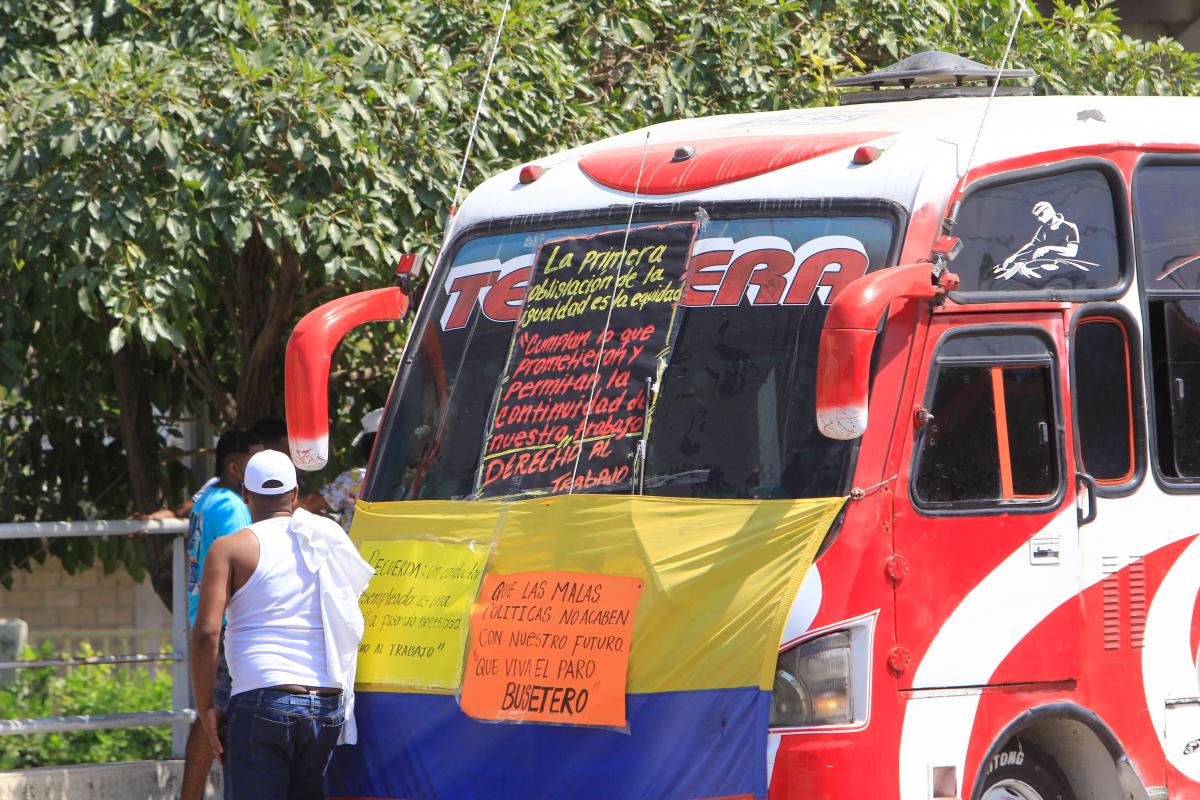 TE ERA
La primera
obligación de la
igualdad es la equidad
"Cumplan lo que
prometieron y
permitan la
continuidad de
nuestro trabajo
DERECHO AL
TRABAJO
RECUERDA: un conductor
desempleado es una
pasando necesidad
AL TRABAJO"
QUE LAS MALAS
POLITICAS NO ACABEN
CON NUESTRO FUTURO.
"QUE VIVA EL PARO
BUSETERO"